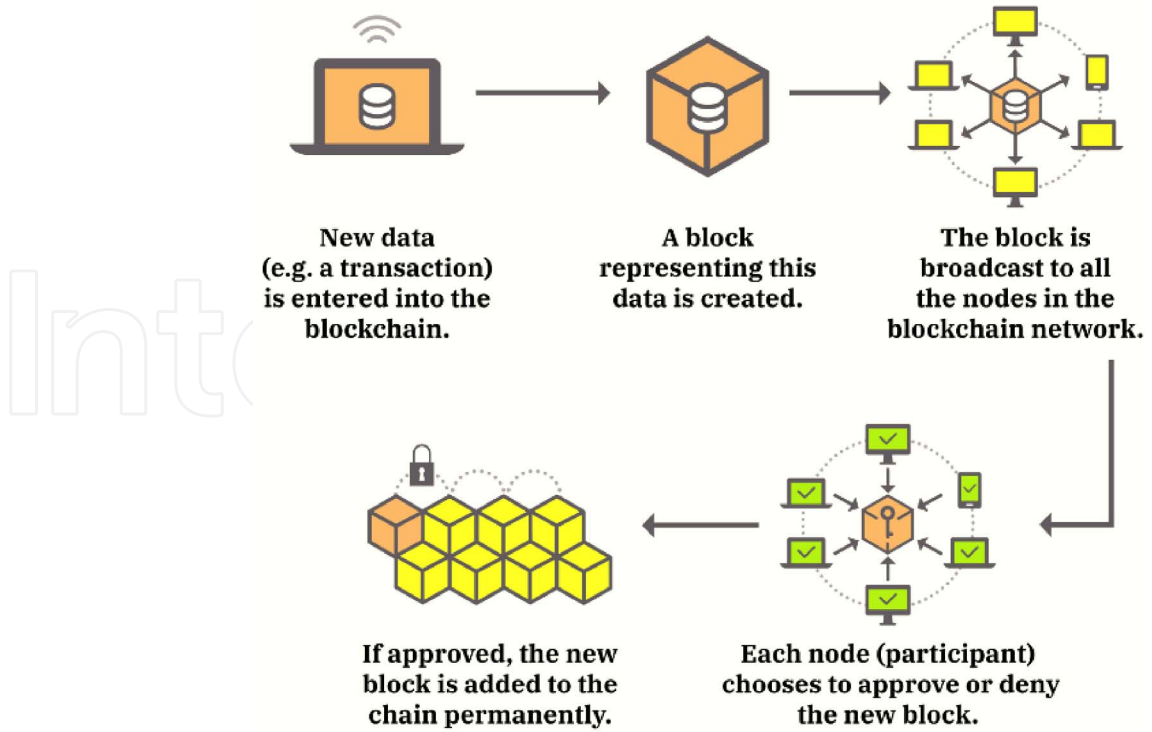 New data
(e.g. a transaction)
is entered into the
blockchain.
A block
representing this
data is created.
The block is
broadcast to all
the nodes in the
blockchain network.
Each node (participant)
chooses to approve or deny
the new block.
If approved, the new
block is added to the
chain permanently.